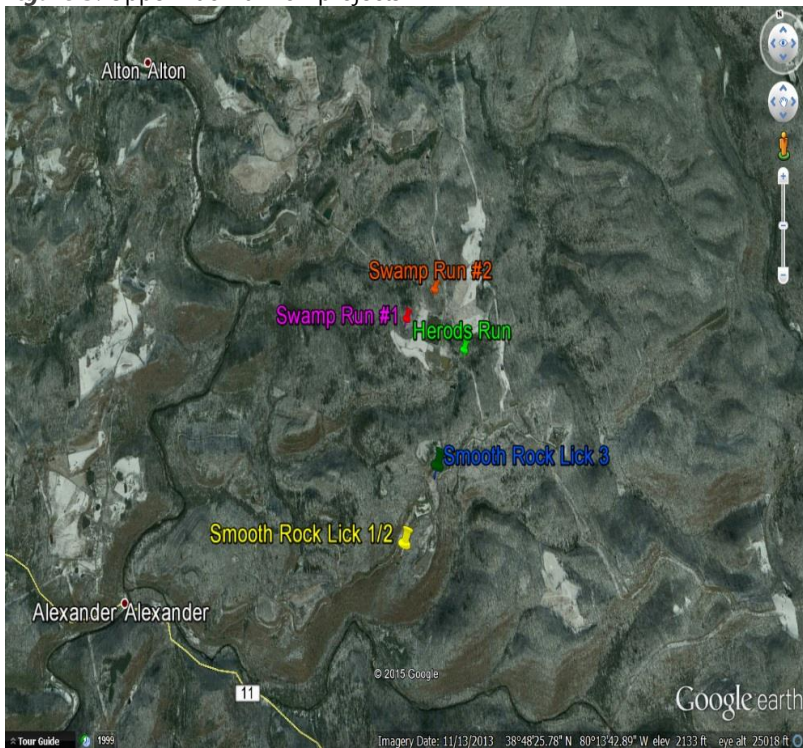 Alton Alton
Swamp Run #2
Swamp Run #1
Herods Run
Smooth Rock Lick 3
Smooth Rock Lick 1/2
Alexander Alexander
© 2015 Google
11
Google earth
Tour Guide 1999
Imagery Date: 11/13/2013 38°48'25.78" N 80°13'42.89" W elev 2133 ft eye alt 25018 ft